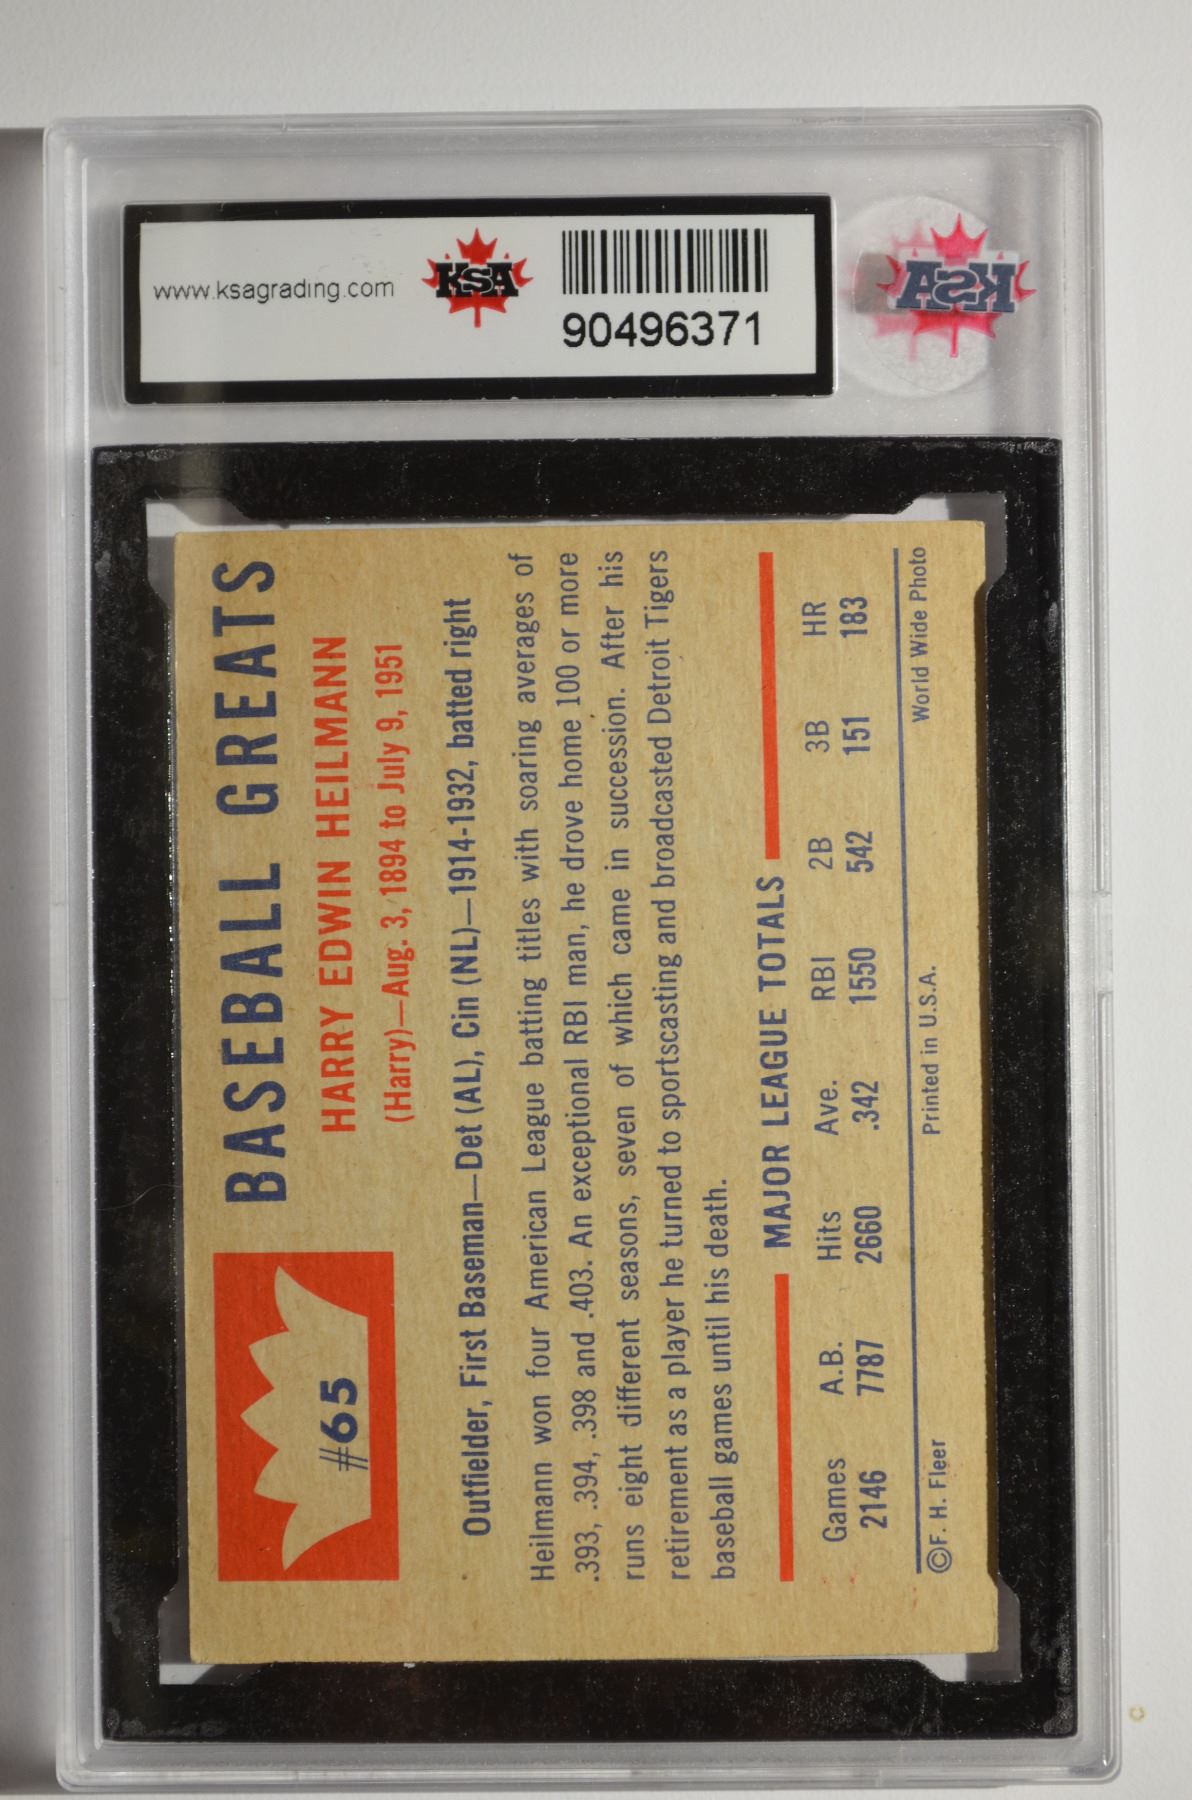 www.ksagrading.com
KSA
90496371
KSA
#65
BASEBALL GREATS
HARRY EDWIN HEILMANN
(Harry)—Aug. 3, 1894 to July 9, 1951
Outfielder, First Baseman—Det (AL), Cin (NL)—1914-1932, batted right
Heilmann won four American League batting titles with soaring averages of
.393, .394, .398 and .403. An exceptional RBI man, he drove home 100 or more
runs eight different seasons, seven of which came in succession. After his
retirement as a player he turned to sportscasting and broadcasted Detroit Tigers
baseball games until his death.
MAJOR LEAGUE TOTALS
Games A.B. Hits Ave. RBI 2B 3B HR
2146 7787 2660 .342 1550 542 151 183
©F. H. Fleer Printed in U.S.A. World Wide Photo